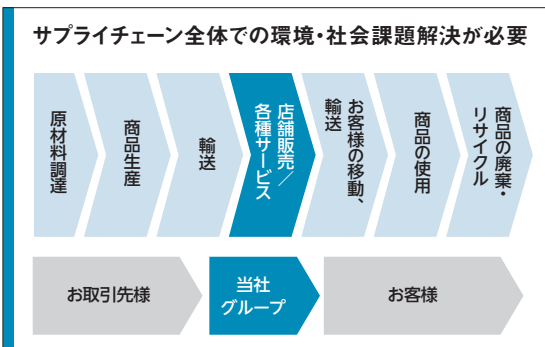 サプライチェーン全体での環境・社会課題解決が必要
原材料調達
商品生産
輸送
店舗販売／
各種サービス
お客様の移動、
輸送
商品の使用
商品の廃棄・
リサイクル
お取引先様
当社
グループ
お客様